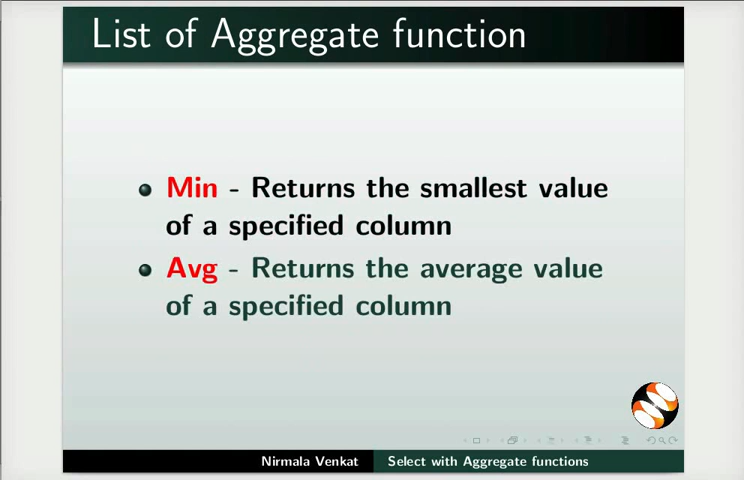 List of Aggregate function
Min - Returns the smallest value
of a specified column
Avg - Returns the average value
of a specified column
Nirmala Venkat
Select with Aggregate functions